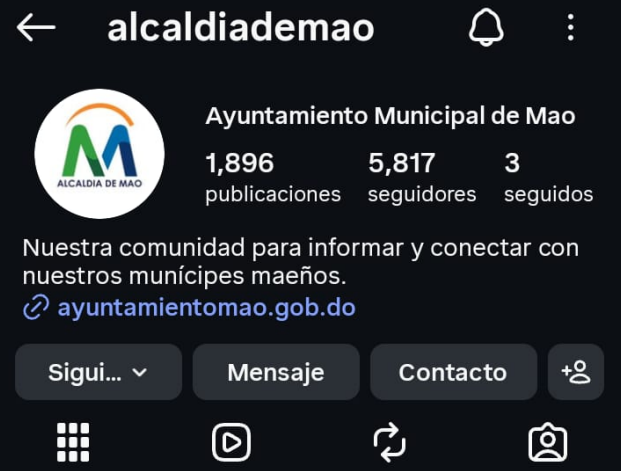 alcaldiademao
Ayuntamiento Municipal de Mao
1,896 5,817 3
publicaciones seguidores seguidos
ALCALDIA DE MAO
Nuestra comunidad para informar y conectar con
nuestros munícipes maeños.
ayuntamientomao.gob.do
Sigui... Mensaje Contacto